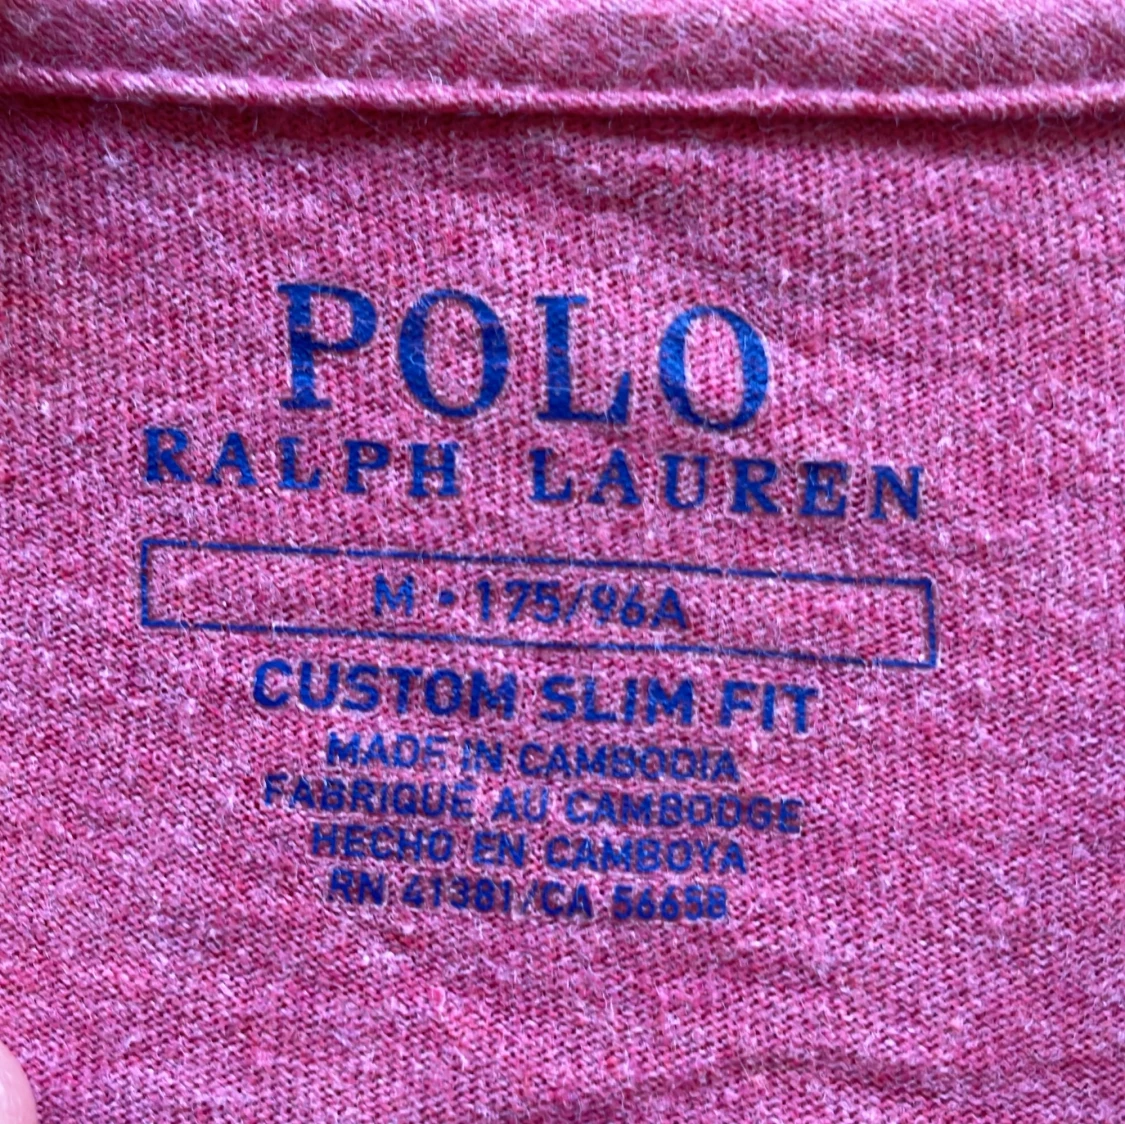 POLO
RALPH LAUREN
M • 175/96A
CUSTOM SLIM FIT
MADE IN CAMBODIA
FABRIQUÉ AU CAMBODGE
HECHO EN CAMBOYA
RN 41381/CA 56658